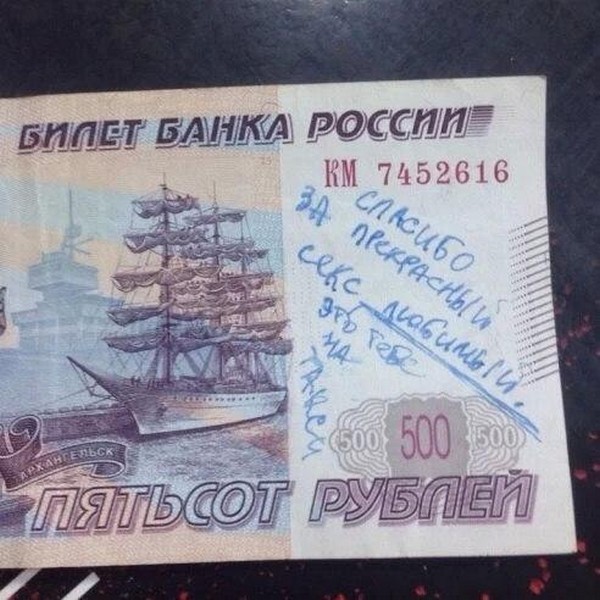 БИЛЕТ БАНКА РОССИИ
КМ 7452616
СПАСИБО
ЗА ПРЕКРАСНЫЙ
СЕКС ЛЮБИМЫЙ.
ЭТО ТЕБЕ
НА
ТАКСИ
500 500 500
АРХАНГЕЛЬСК
ПЯТЬСОТ РУБЛЕЙ